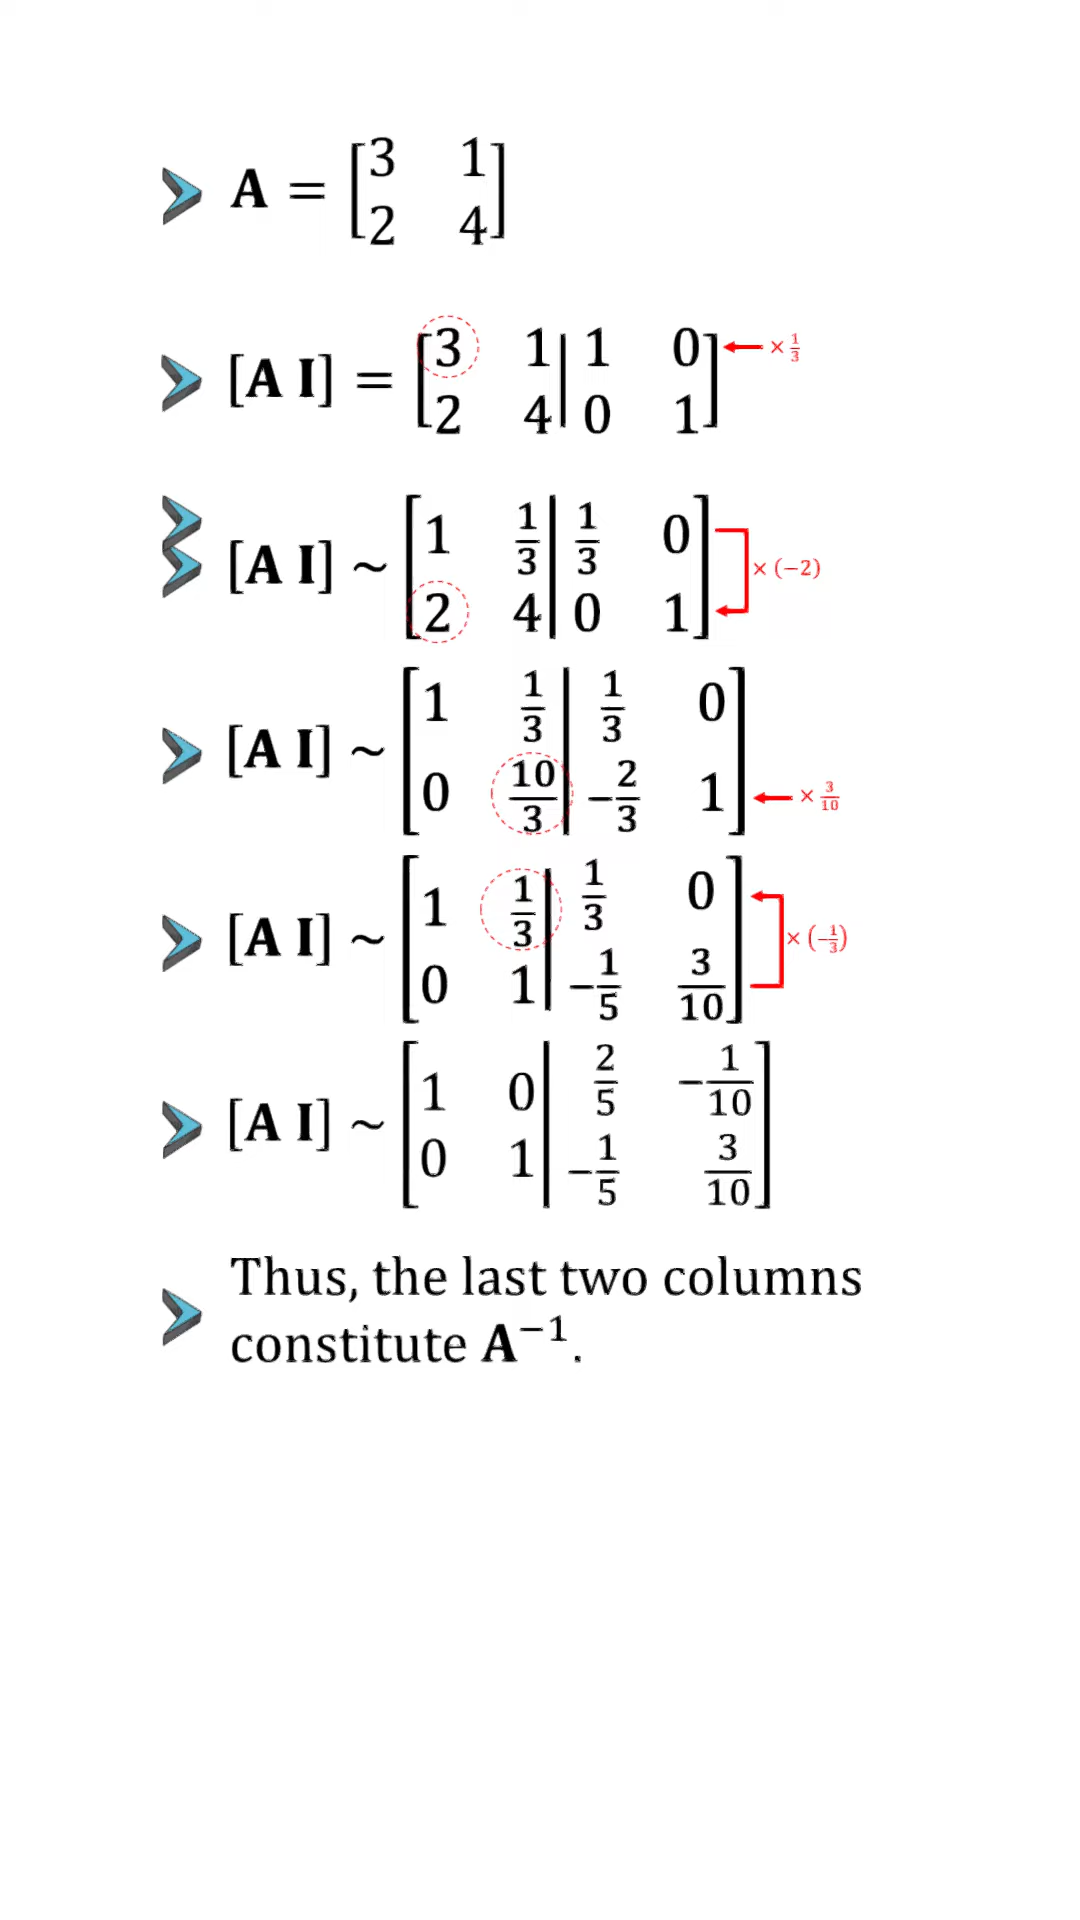 A = [3 1
2 4]
[A I] = [3 1 | 1 0
2 4 | 0 1] × 1/3
[A I] ~ [1 1/3 | 1/3 0
2 4 | 0 1] × (−2)
[A I] ~ [1 1/3 | 1/3 0
0 10/3 | −2/3 1] × 3/10
[A I] ~ [1 1/3 | 1/3 0
0 1 | −1/5 3/10] × (−1/3)
[A I] ~ [1 0 | 2/5 −1/10
0 1 | −1/5 3/10]
Thus, the last two columns
constitute A⁻¹.